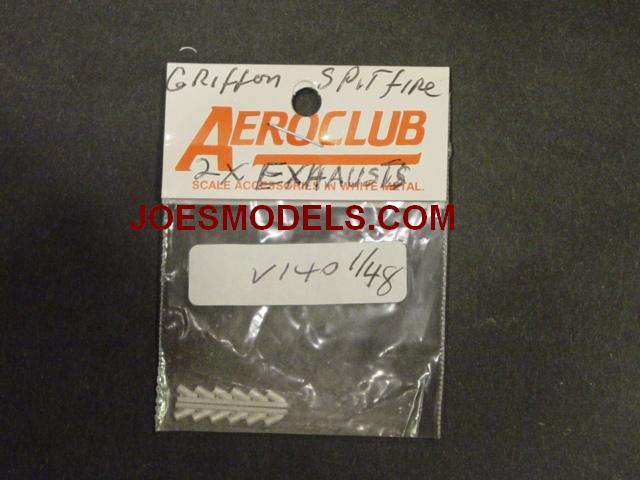 GRiffon SPiTfiRe
AEROCLUB
2X EXHAUSTS
SCALE ACCESSORIES IN WHITE METAL.
JOESMODELS.COM
V140 1/48